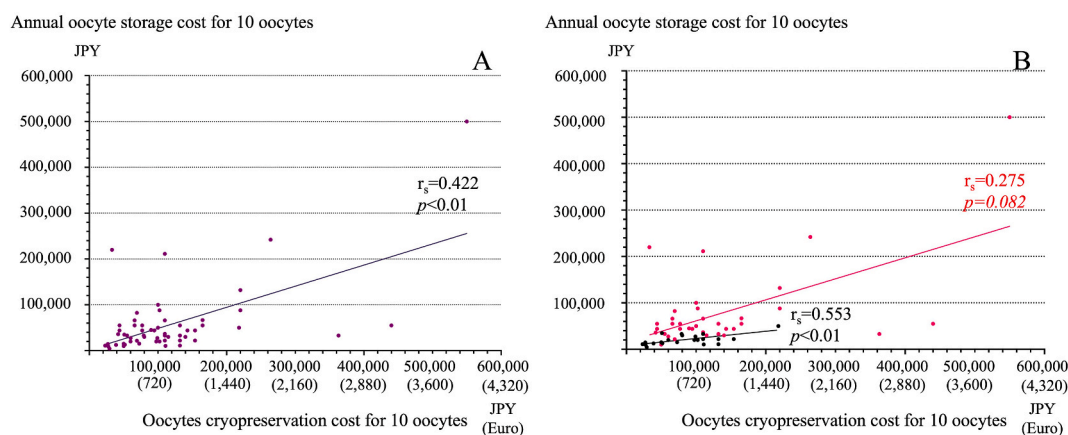 Annual oocyte storage cost for 10 oocytes
JPY
A
600,000
500,000
400,000
300,000
200,000
100,000
r_s=0.422
p<0.01
100,000 200,000 300,000 400,000 500,000 600,000
(720) (1,440) (2,160) (2,880) (3,600) (4,320)
JPY
Oocytes cryopreservation cost for 10 oocytes
(Euro)
Annual oocyte storage cost for 10 oocytes
JPY
B
600,000
500,000
400,000
300,000
200,000
100,000
r_s=0.275
p=0.082
r_s=0.553
p<0.01
100,000 200,000 300,000 400,000 500,000 600,000
(720) (1,440) (2,160) (2,880) (3,600) (4,320)
JPY
Oocytes cryopreservation cost for 10 oocytes
(Euro)